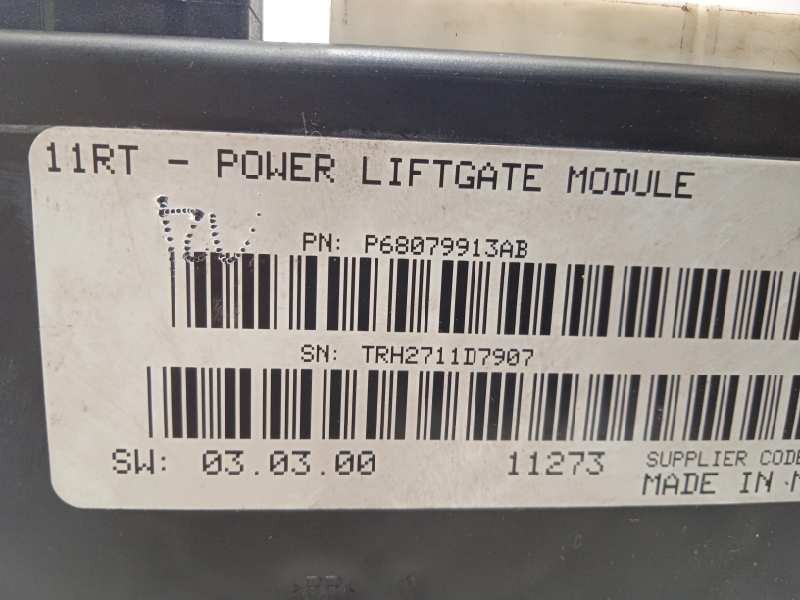 11RT - POWER LIFTGATE MODULE
PN: P68079913AB
SN: TRH2711D7907
SW: 03.03.00 11273 SUPPLIER CODE
MADE IN